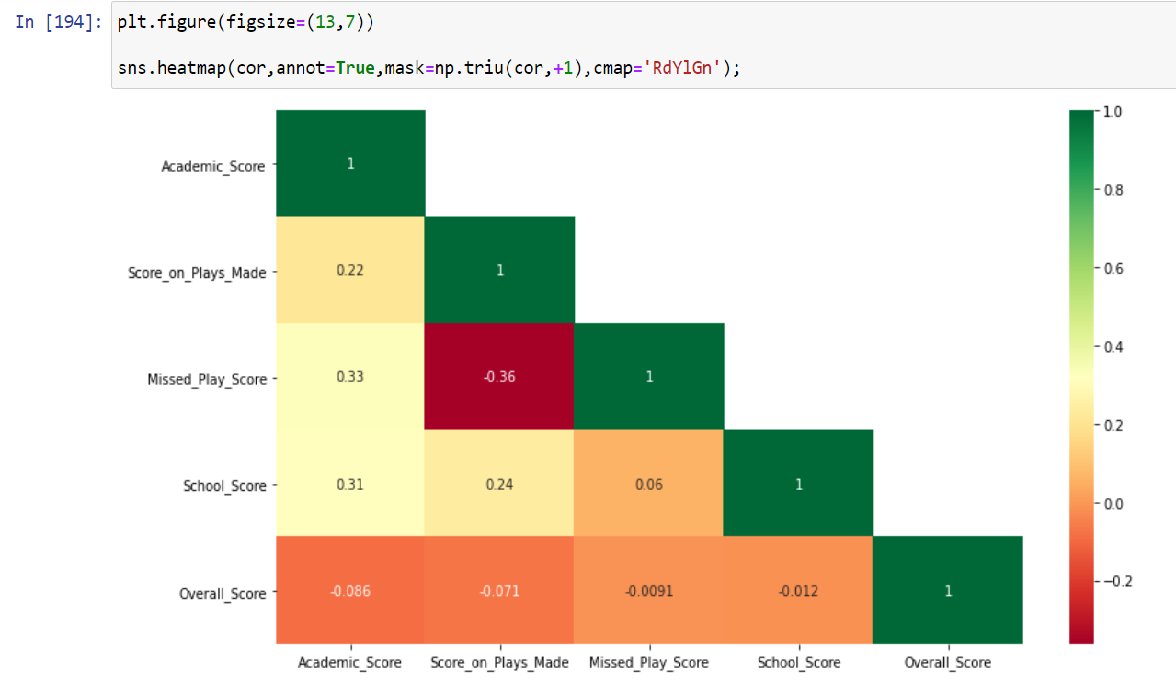 In [194]: plt.figure(figsize=(13,7))
sns.heatmap(cor,annot=True,mask=np.triu(cor,+1),cmap='RdYlGn');
1.0
Academic_Score 1
0.8
Score_on_Plays_Made 0.22 1
0.6
0.4
Missed_Play_Score 0.33 -0.36 1
0.2
School_Score 0.31 0.24 0.06 1
0.0
-0.2
Overall_Score -0.086 -0.071 -0.0091 -0.012 1
Academic_Score Score_on_Plays_Made Missed_Play_Score School_Score Overall_Score